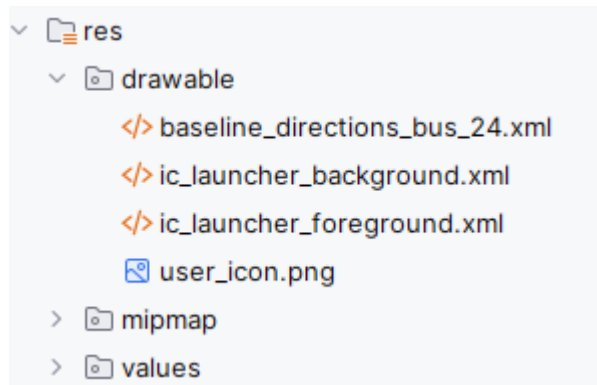 res
drawable
baseline_directions_bus_24.xml
ic_launcher_background.xml
ic_launcher_foreground.xml
user_icon.png
mipmap
values